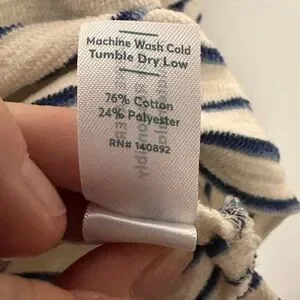 Machine Wash Cold
Tumble Dry Low
76% Cotton
24% Polyester
RN# 140892